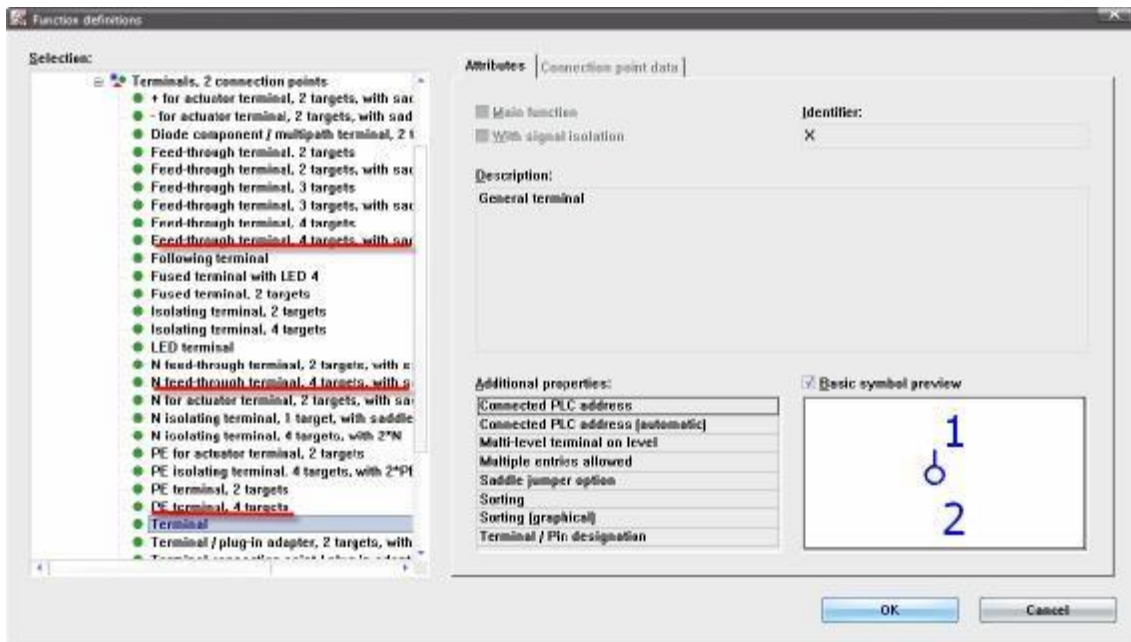 Function definitions
Selection:
Terminals, 2 connection points
+ for actuator terminal, 2 targets, with sad
- for actuator terminal, 2 targets, with sad
Diode component / multipath terminal, 2 t
Feed-through terminal, 2 targets
Feed-through terminal, 2 targets, with sad
Feed-through terminal, 3 targets
Feed-through terminal, 3 targets, with sad
Feed-through terminal, 4 targets
Feed-through terminal, 4 targets, with sad
Following terminal
Fused terminal with LED 4
Fused terminal, 2 targets
Isolating terminal, 2 targets
Isolating terminal, 4 targets
LED terminal
N feed-through terminal, 2 targets, with s
N feed-through terminal, 4 targets, with s
N for actuator terminal, 2 targets, with sa
N isolating terminal, 1 target, with saddle
N isolating terminal, 4 targets, with 2*N
PE for actuator terminal, 2 targets
PE isolating terminal, 4 targets, with 2*PE
PE terminal, 2 targets
PE terminal, 4 targets
Terminal
Terminal / plug-in adapter, 2 targets, with
Terminal connection point / plug-in adapt
Attributes
Connection point data
Main function
With signal isolation
Identifier:
X
Description:
General terminal
Additional properties:
Connected PLC address
Connected PLC address (automatic)
Multi-level terminal on level
Multiple entries allowed
Saddle jumper option
Sorting
Sorting (graphical)
Terminal / Pin designation
Basic symbol preview
1
2
OK
Cancel